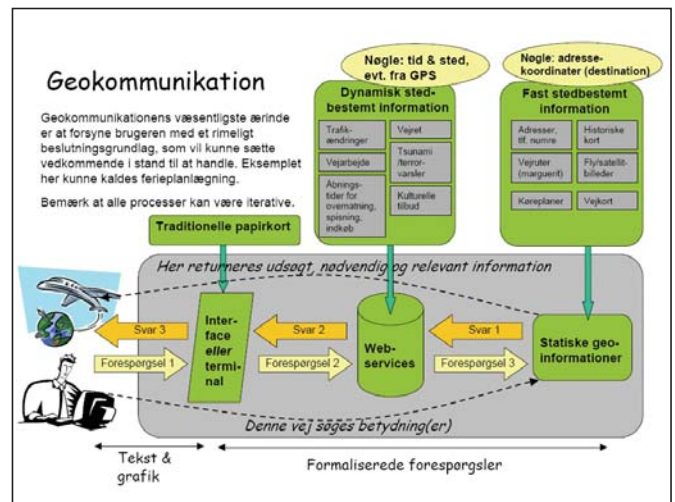 Geokommunikation
Geokommunikationens væsentligste ærinde
er at forsyne brugeren med et rimeligt
beslutningsgrundlag, som vil kunne sætte
vedkommende i stand til at handle. Eksemplet
her kunne kaldes ferieplanlægning.
Bemærk at alle processer kan være iterative.
Nøgle: tid & sted,
evt. fra GPS
Dynamisk sted-
bestemt information
Trafik-
ændringer
Vejret
Vejarbejde
Tsunami
/terror-
varsler
Åbnings-
tider for
overnatning,
spisning,
indkøb
Kulturelle
tilbud
Nøgle: adresse-
koordinater (destination)
Fast stedbestemt
information
Adresser,
tlf. numre
Historiske
kort
Vejruter
(marguerit)
Fly/satellit-
billeder
Køreplaner
Vejkort
Traditionelle papirkort
Her returneres udsøgt, nødvendig og relevant information
Svar 3
Inter-
face
eller
termi-
nal
Svar 2
Web-
services
Svar 1
Statiske geo-
informationer
Forespørgsel 1
Forespørgsel 2
Forespørgsel 3
Denne vej søges betydning(er)
Tekst &
grafik
Formaliserede forespørgsler